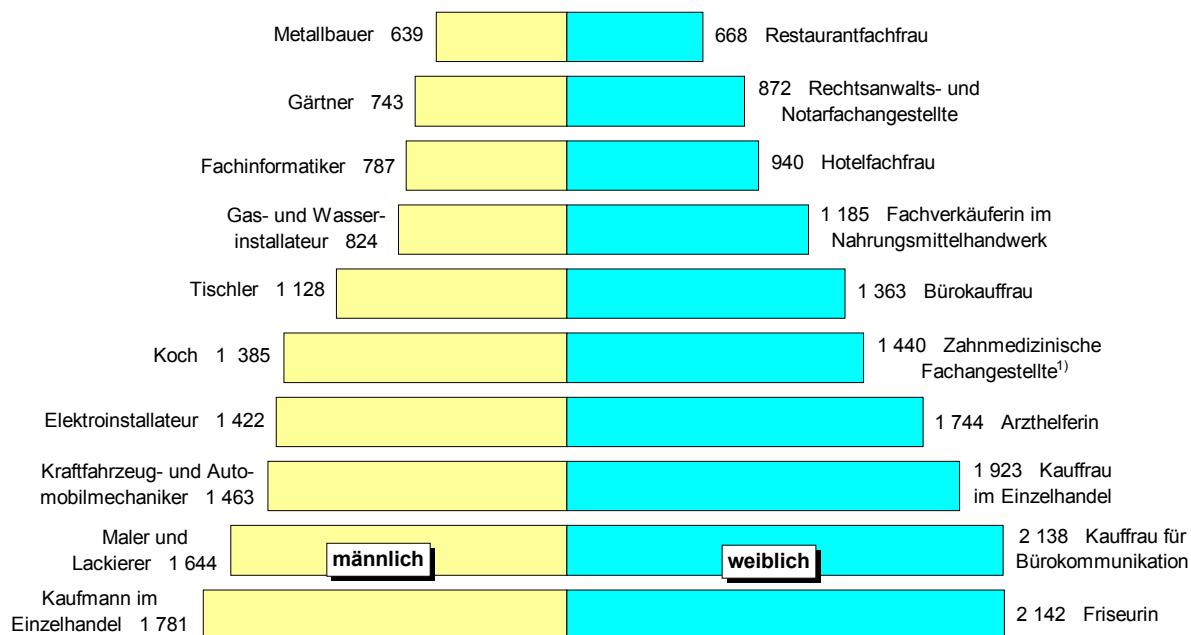 Metallbauer 639
668 Restaurantfachfrau
Gärtner 743
872 Rechtsanwalts- und
Notarfachangestellte
Fachinformatiker 787
940 Hotelfachfrau
Gas- und Wasser-
installateur 824
1 185 Fachverkäuferin im
Nahrungsmittelhandwerk
Tischler 1 128
1 363 Bürokauffrau
Koch 1 385
1 440 Zahnmedizinische
Fachangestellte1)
Elektroinstallateur 1 422
1 744 Arzthelferin
Kraftfahrzeug- und Auto-
mobilmechaniker 1 463
1 923 Kauffrau
im Einzelhandel
Maler und
Lackierer 1 644
männlich
weiblich
2 138 Kauffrau für
Bürokommunikation
Kaufmann im
Einzelhandel 1 781
2 142 Friseurin